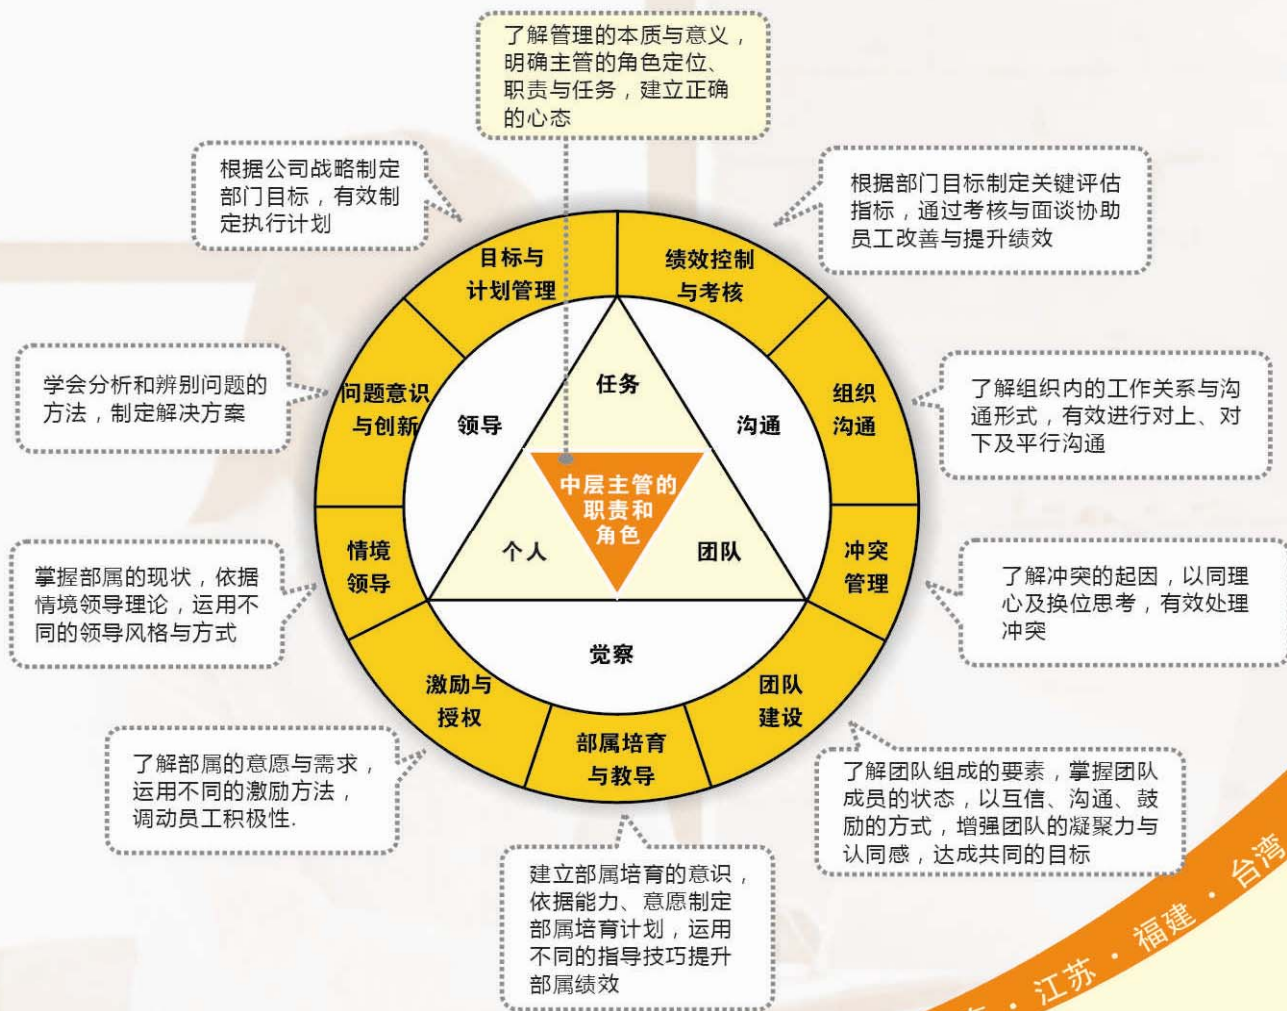 了解管理的本质与意义，
明确主管的角色定位、
职责与任务，建立正确
的心态
根据公司战略制定
部门目标，有效制
定执行计划
根据部门目标制定关键评估
指标，通过考核与面谈协助
员工改善与提升绩效
目标与
计划管理
绩效控制
与考核
学会分析和辨别问题的
方法，制定解决方案
问题意识
与创新
领导
任务
沟通
组织
沟通
了解组织内的工作关系与沟
通形式，有效进行对上、对
下及平行沟通
中层主管的
职责和
角色
个人
团队
情境
领导
冲突
管理
掌握部属的现状，依据
情境领导理论，运用不
同的领导风格与方式
了解冲突的起因，以同理
心及换位思考，有效处理
冲突
觉察
激励与
授权
部属培育
与教导
团队
建设
了解部属的意愿与需求，
运用不同的激励方法，
调动员工积极性.
了解团队组成的要素，掌握团队
成员的状态，以互信、沟通、鼓
励的方式，增强团队的凝聚力与
认同感，达成共同的目标
建立部属培育的意识，
依据能力、意愿制定
部属培育计划，运用
不同的指导技巧提升
部属绩效
· 江苏 · 福建 · 台湾